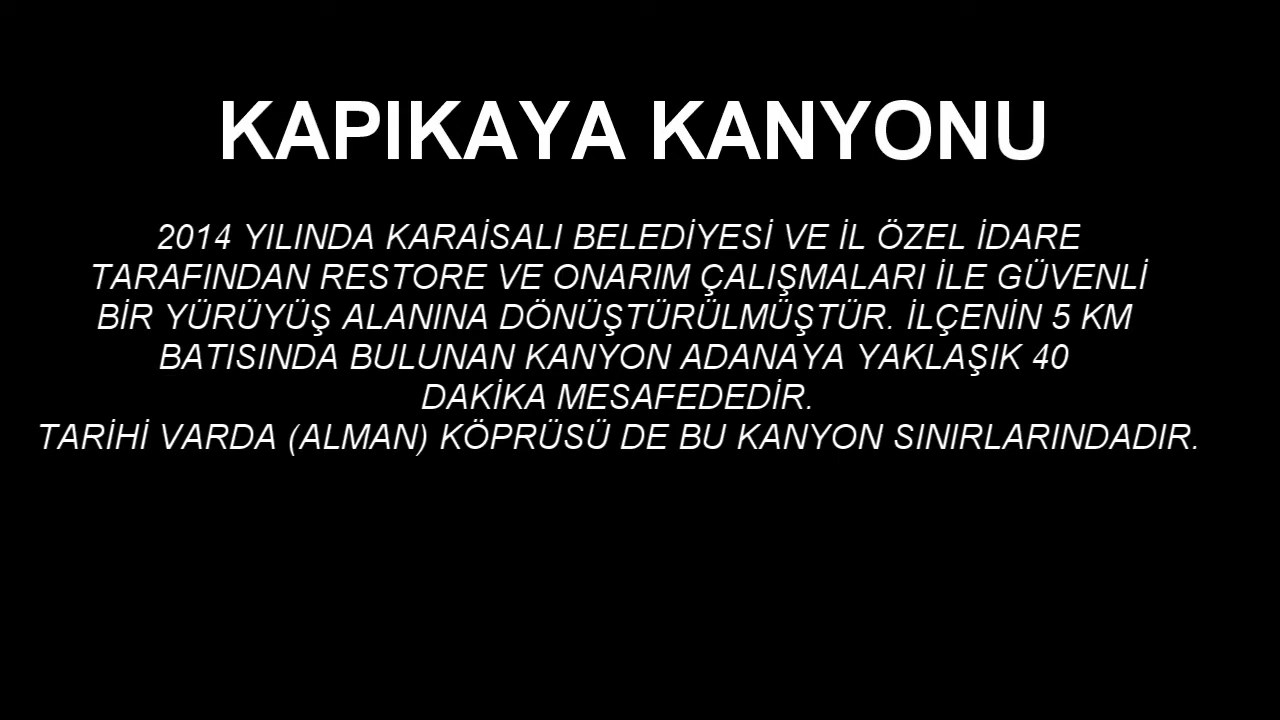 KAPIKAYA KANYONU
2014 YILINDA KARAİSALI BELEDİYESİ VE İL ÖZEL İDARE
TARAFINDAN RESTORE VE ONARIM ÇALIŞMALARI İLE GÜVENLİ
BİR YÜRÜYÜŞ ALANINA DÖNÜŞTÜRÜLMÜŞTÜR. İLÇENİN 5 KM
BATISINDA BULUNAN KANYON ADANAYA YAKLAŞIK 40
DAKİKA MESAFEDEDİR.
TARİHİ VARDA (ALMAN) KÖPRÜSÜ DE BU KANYON SINIRLARINDADIR.